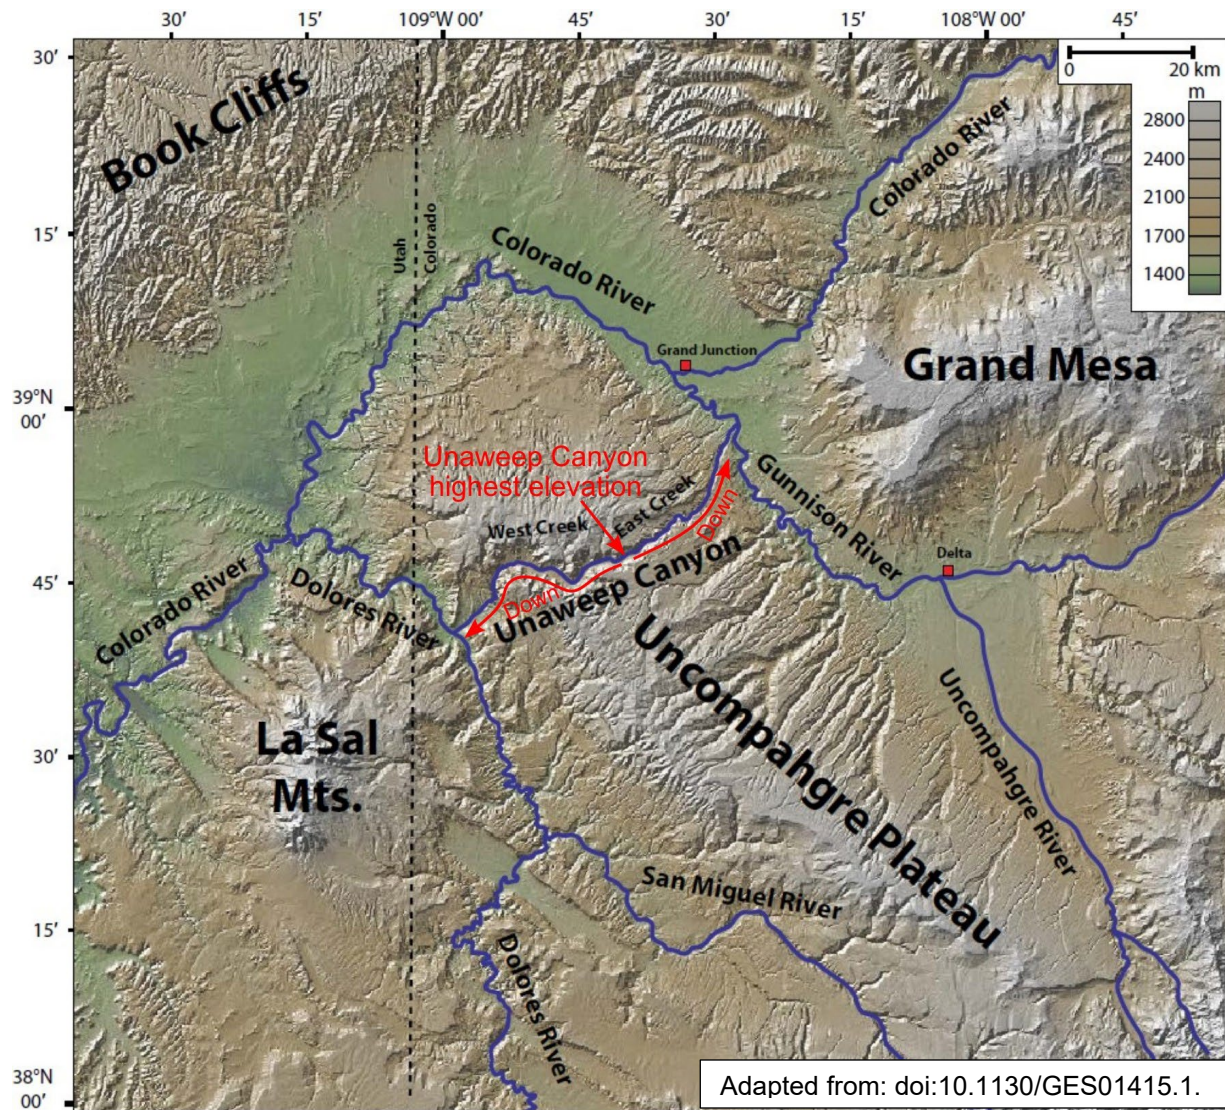 30′ 15′ 109°W 00′ 45′ 30′ 15′ 108°W 00′ 45′
30′
15′
39°N
00′
45′
30′
15′
38°N
00′
0 20 km
m
2800
2400
2100
1700
1400
Book Cliffs
Utah
Colorado
Colorado River
Colorado River
Grand Junction
Grand Mesa
Unaweep Canyon
highest elevation
West Creek
East Creek
Down
Down
Unaweep Canyon
Gunnison River
Delta
Colorado River
Dolores River
Uncompahgre Plateau
Uncompahgre River
La Sal
Mts.
San Miguel River
Dolores River
Adapted from: doi:10.1130/GES01415.1.